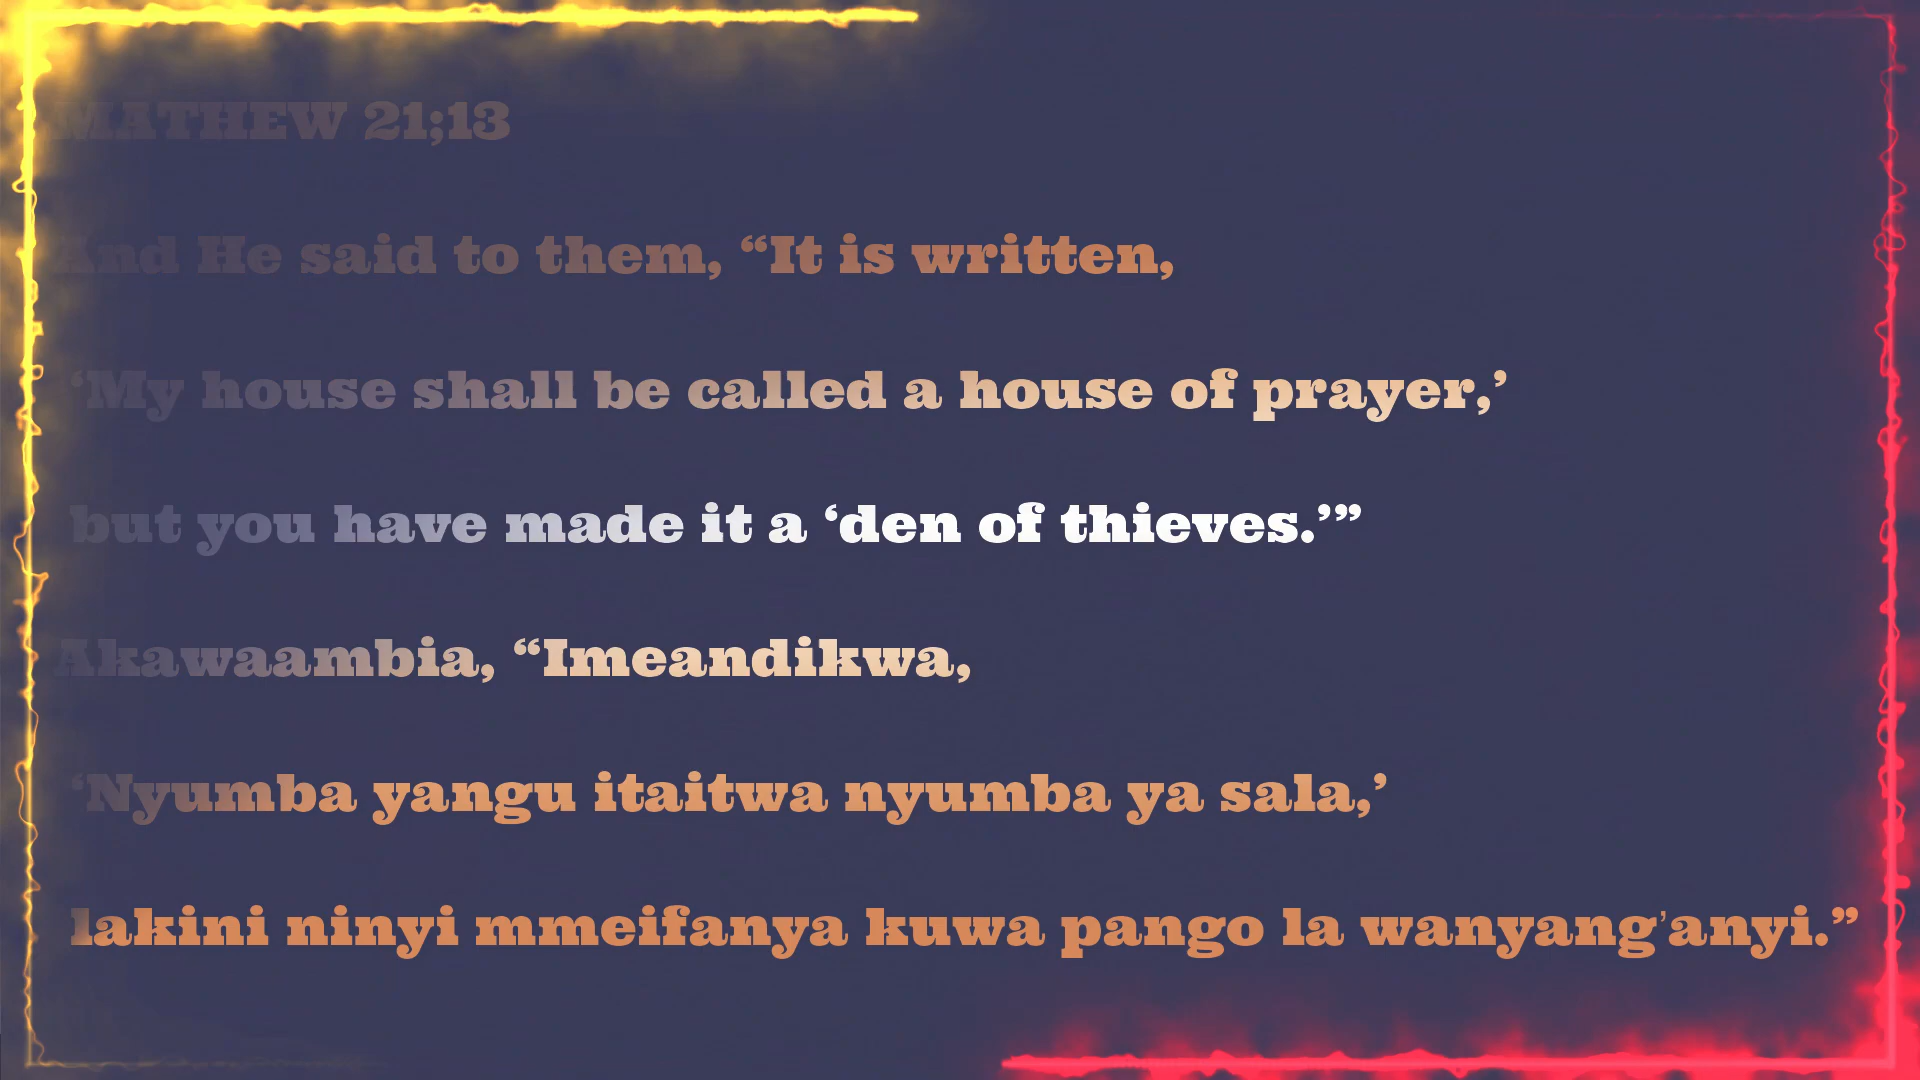 MATHEW 21;13
And He said to them, “It is written,
‘My house shall be called a house of prayer,’
but you have made it a ‘den of thieves.’”
Akawaambia, “Imeandikwa,
‘Nyumba yangu itaitwa nyumba ya sala,’
lakini ninyi mmeifanya kuwa pango la wanyang’anyi.”